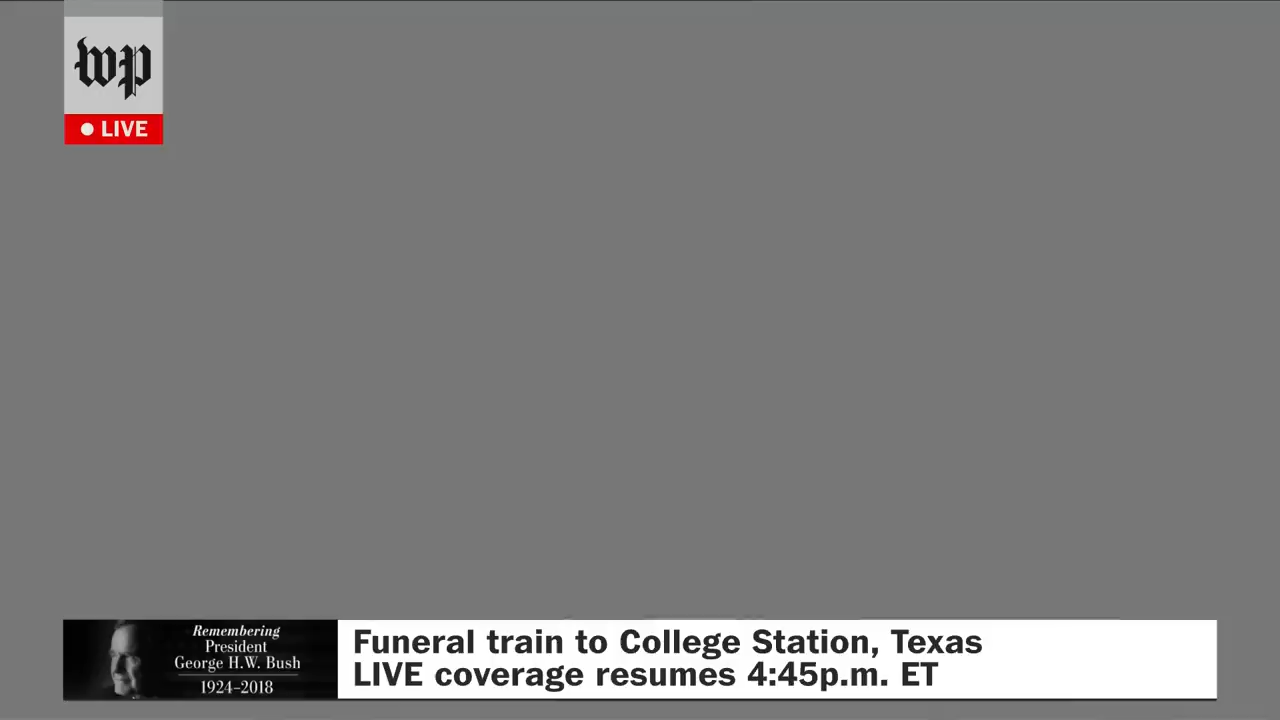 wp
LIVE
Remembering
President
George H.W. Bush
1924–2018
Funeral train to College Station, Texas
LIVE coverage resumes 4:45p.m. ET